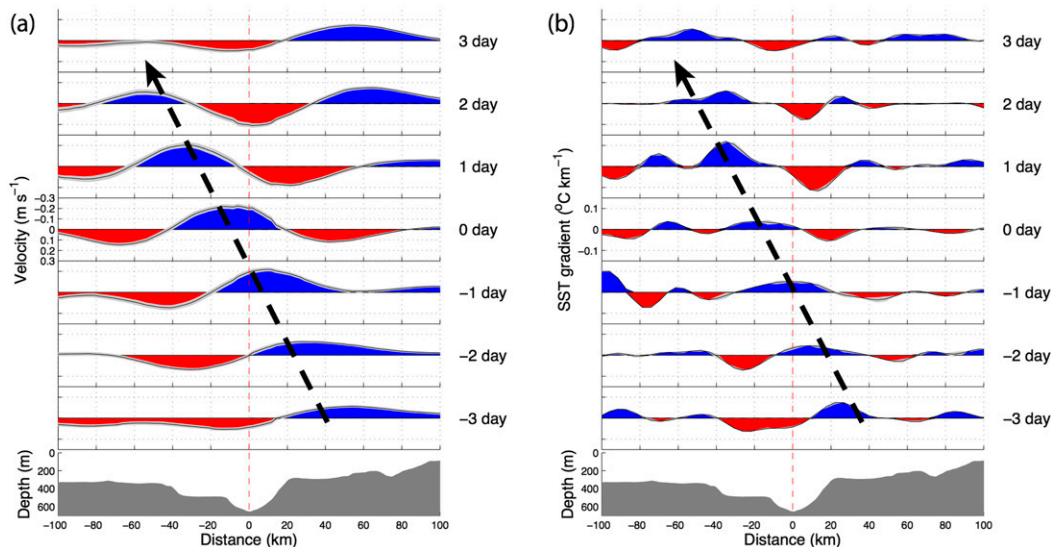 (a)
3 day
2 day
1 day
0 day
−1 day
−2 day
−3 day
Velocity (m s⁻¹)
−0.3
−0.2
−0.1
0
0.1
0.2
0.3
Depth (m)
0
200
400
600
−100 −80 −60 −40 −20 0 20 40 60 80 100
Distance (km)
(b)
SST gradient (°C km⁻¹)
0.1
0
−0.1
3 day
2 day
1 day
0 day
−1 day
−2 day
−3 day
Depth (m)
0
200
400
600
−100 −80 −60 −40 −20 0 20 40 60 80 100
Distance (km)